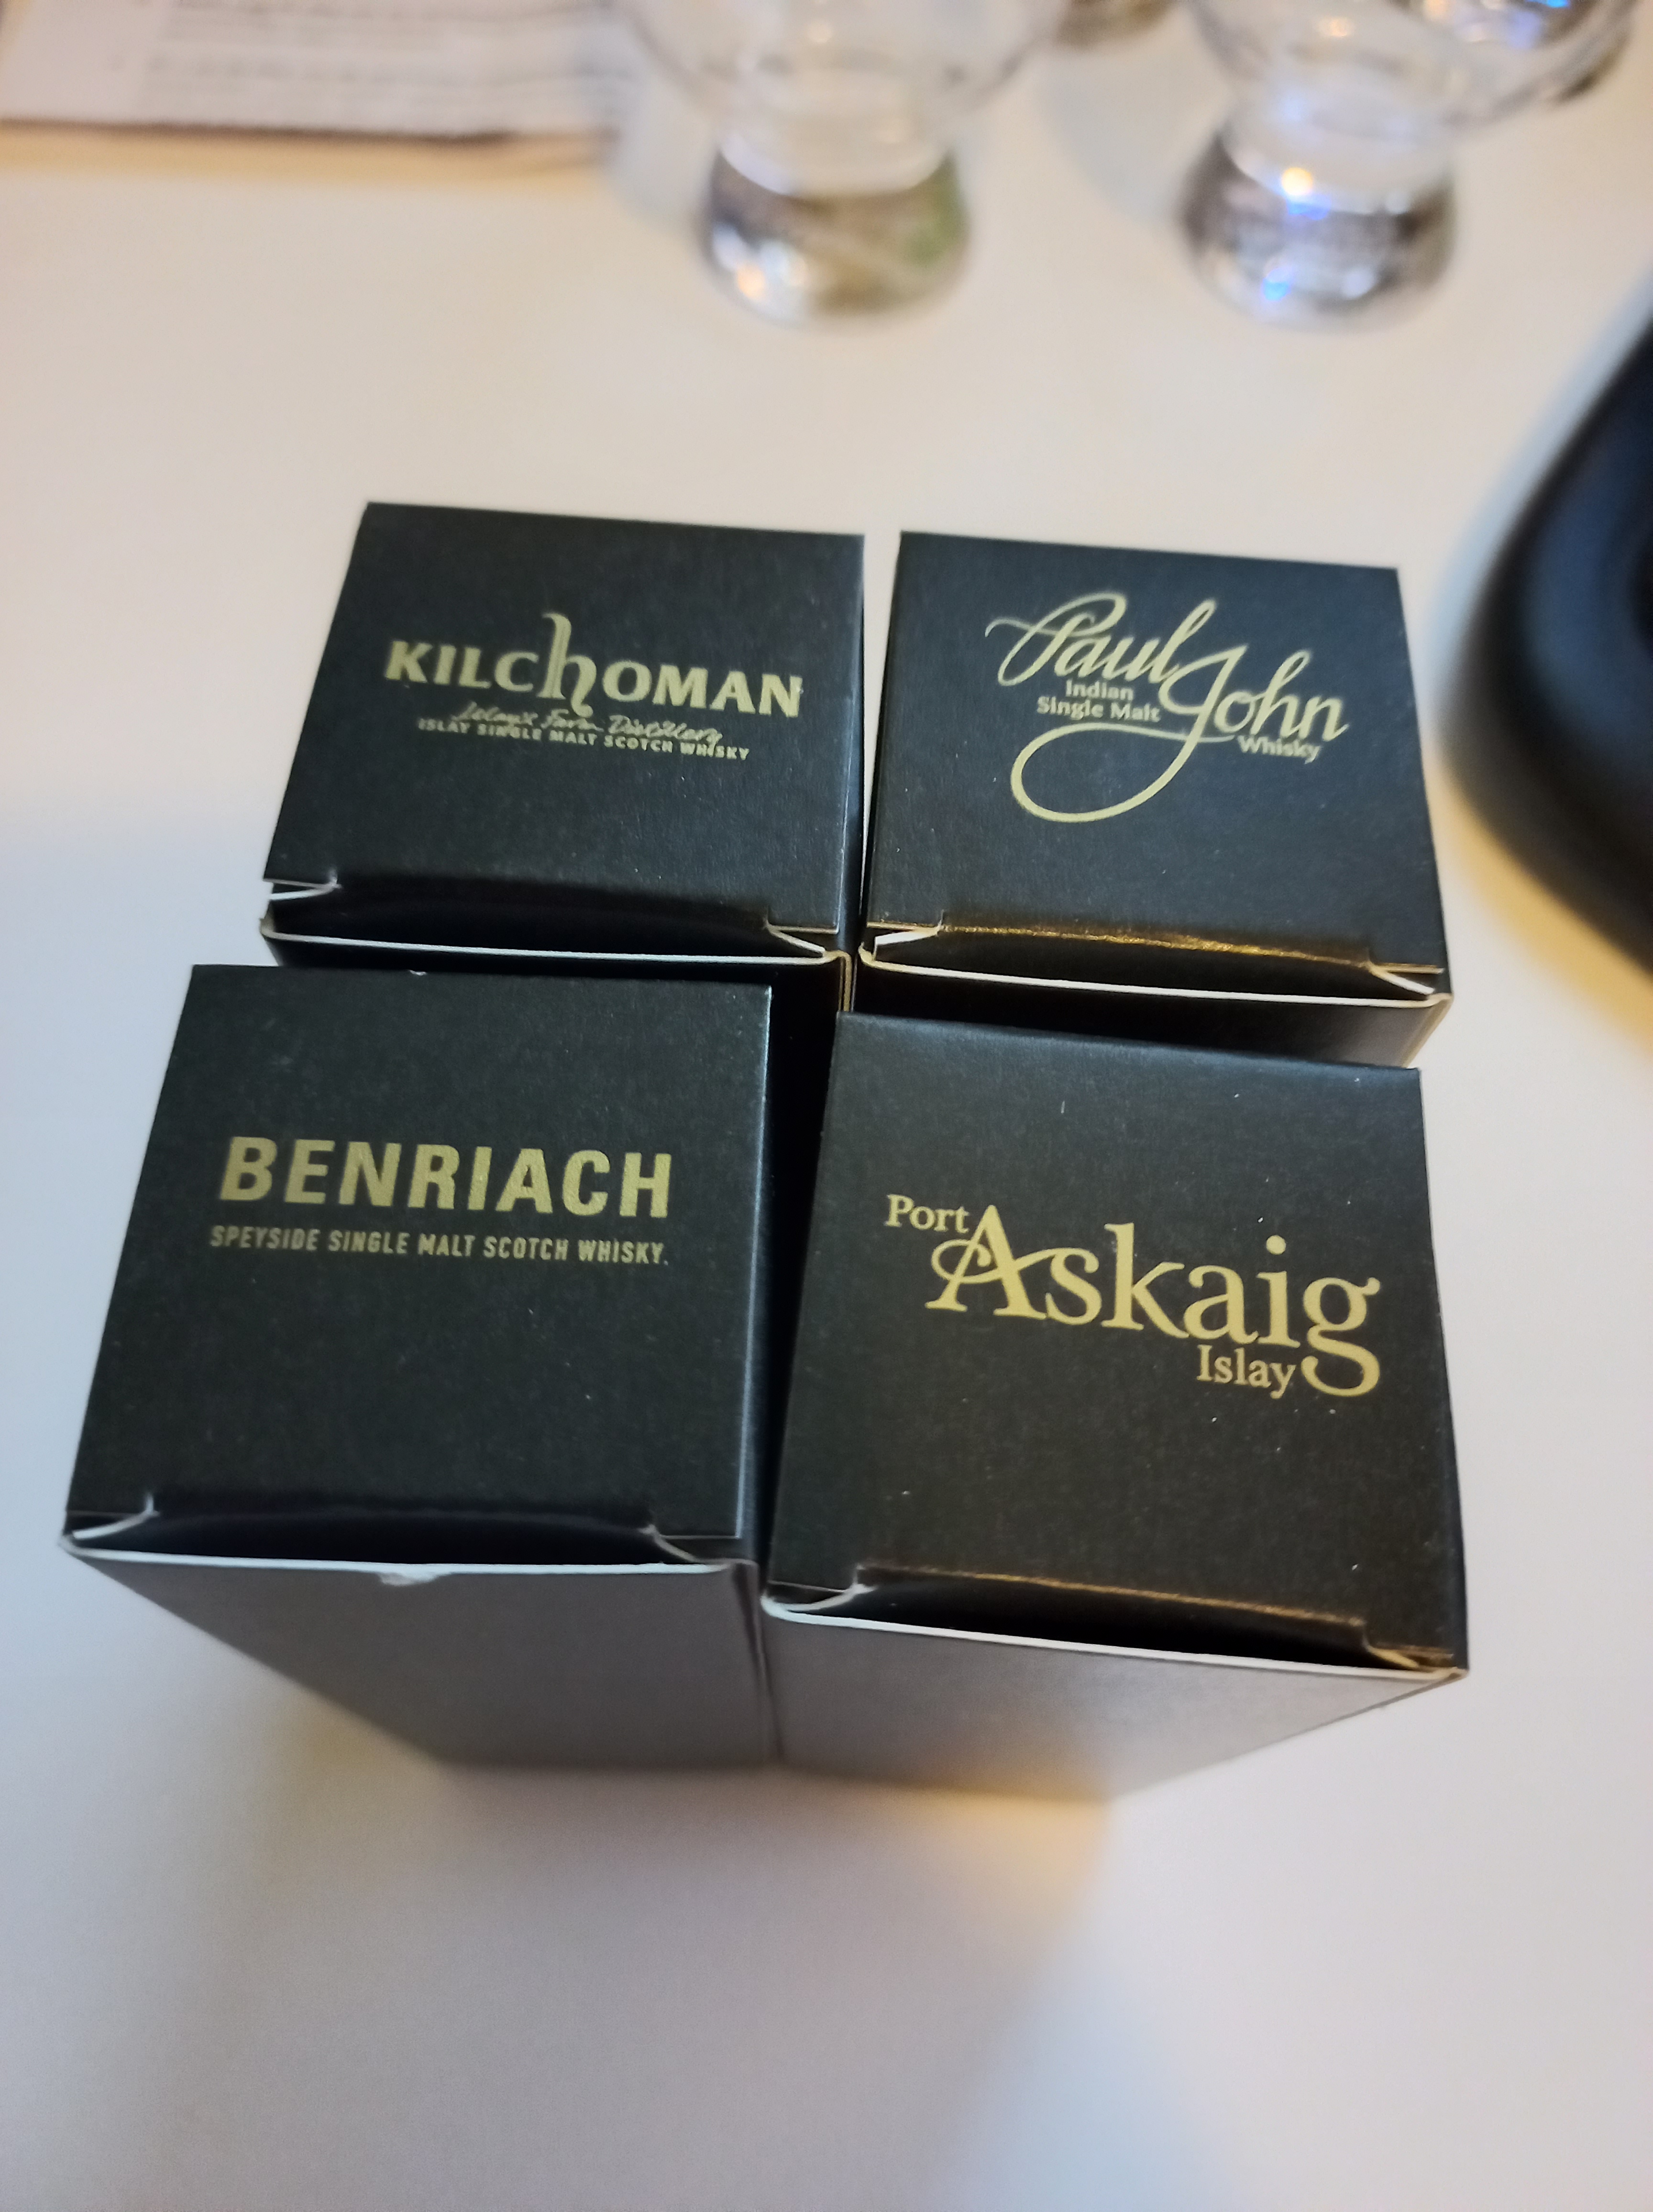 KILCHOMAN
Islay's Farm Distillery
ISLAY SINGLE MALT SCOTCH WHISKY
Paul John
Indian
Single Malt
Whisky
BENRIACH
SPEYSIDE SINGLE MALT SCOTCH WHISKY.
Port
Askaig
Islay